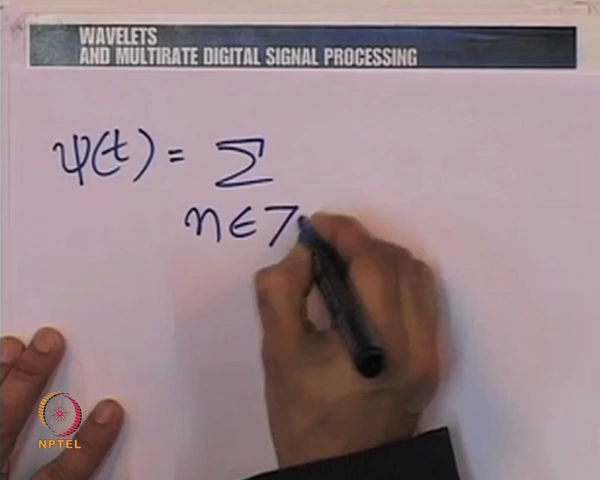 WAVELETS
AND MULTIRATE DIGITAL SIGNAL PROCESSING
ψ(t) = Σ
n ∈
NPTEL